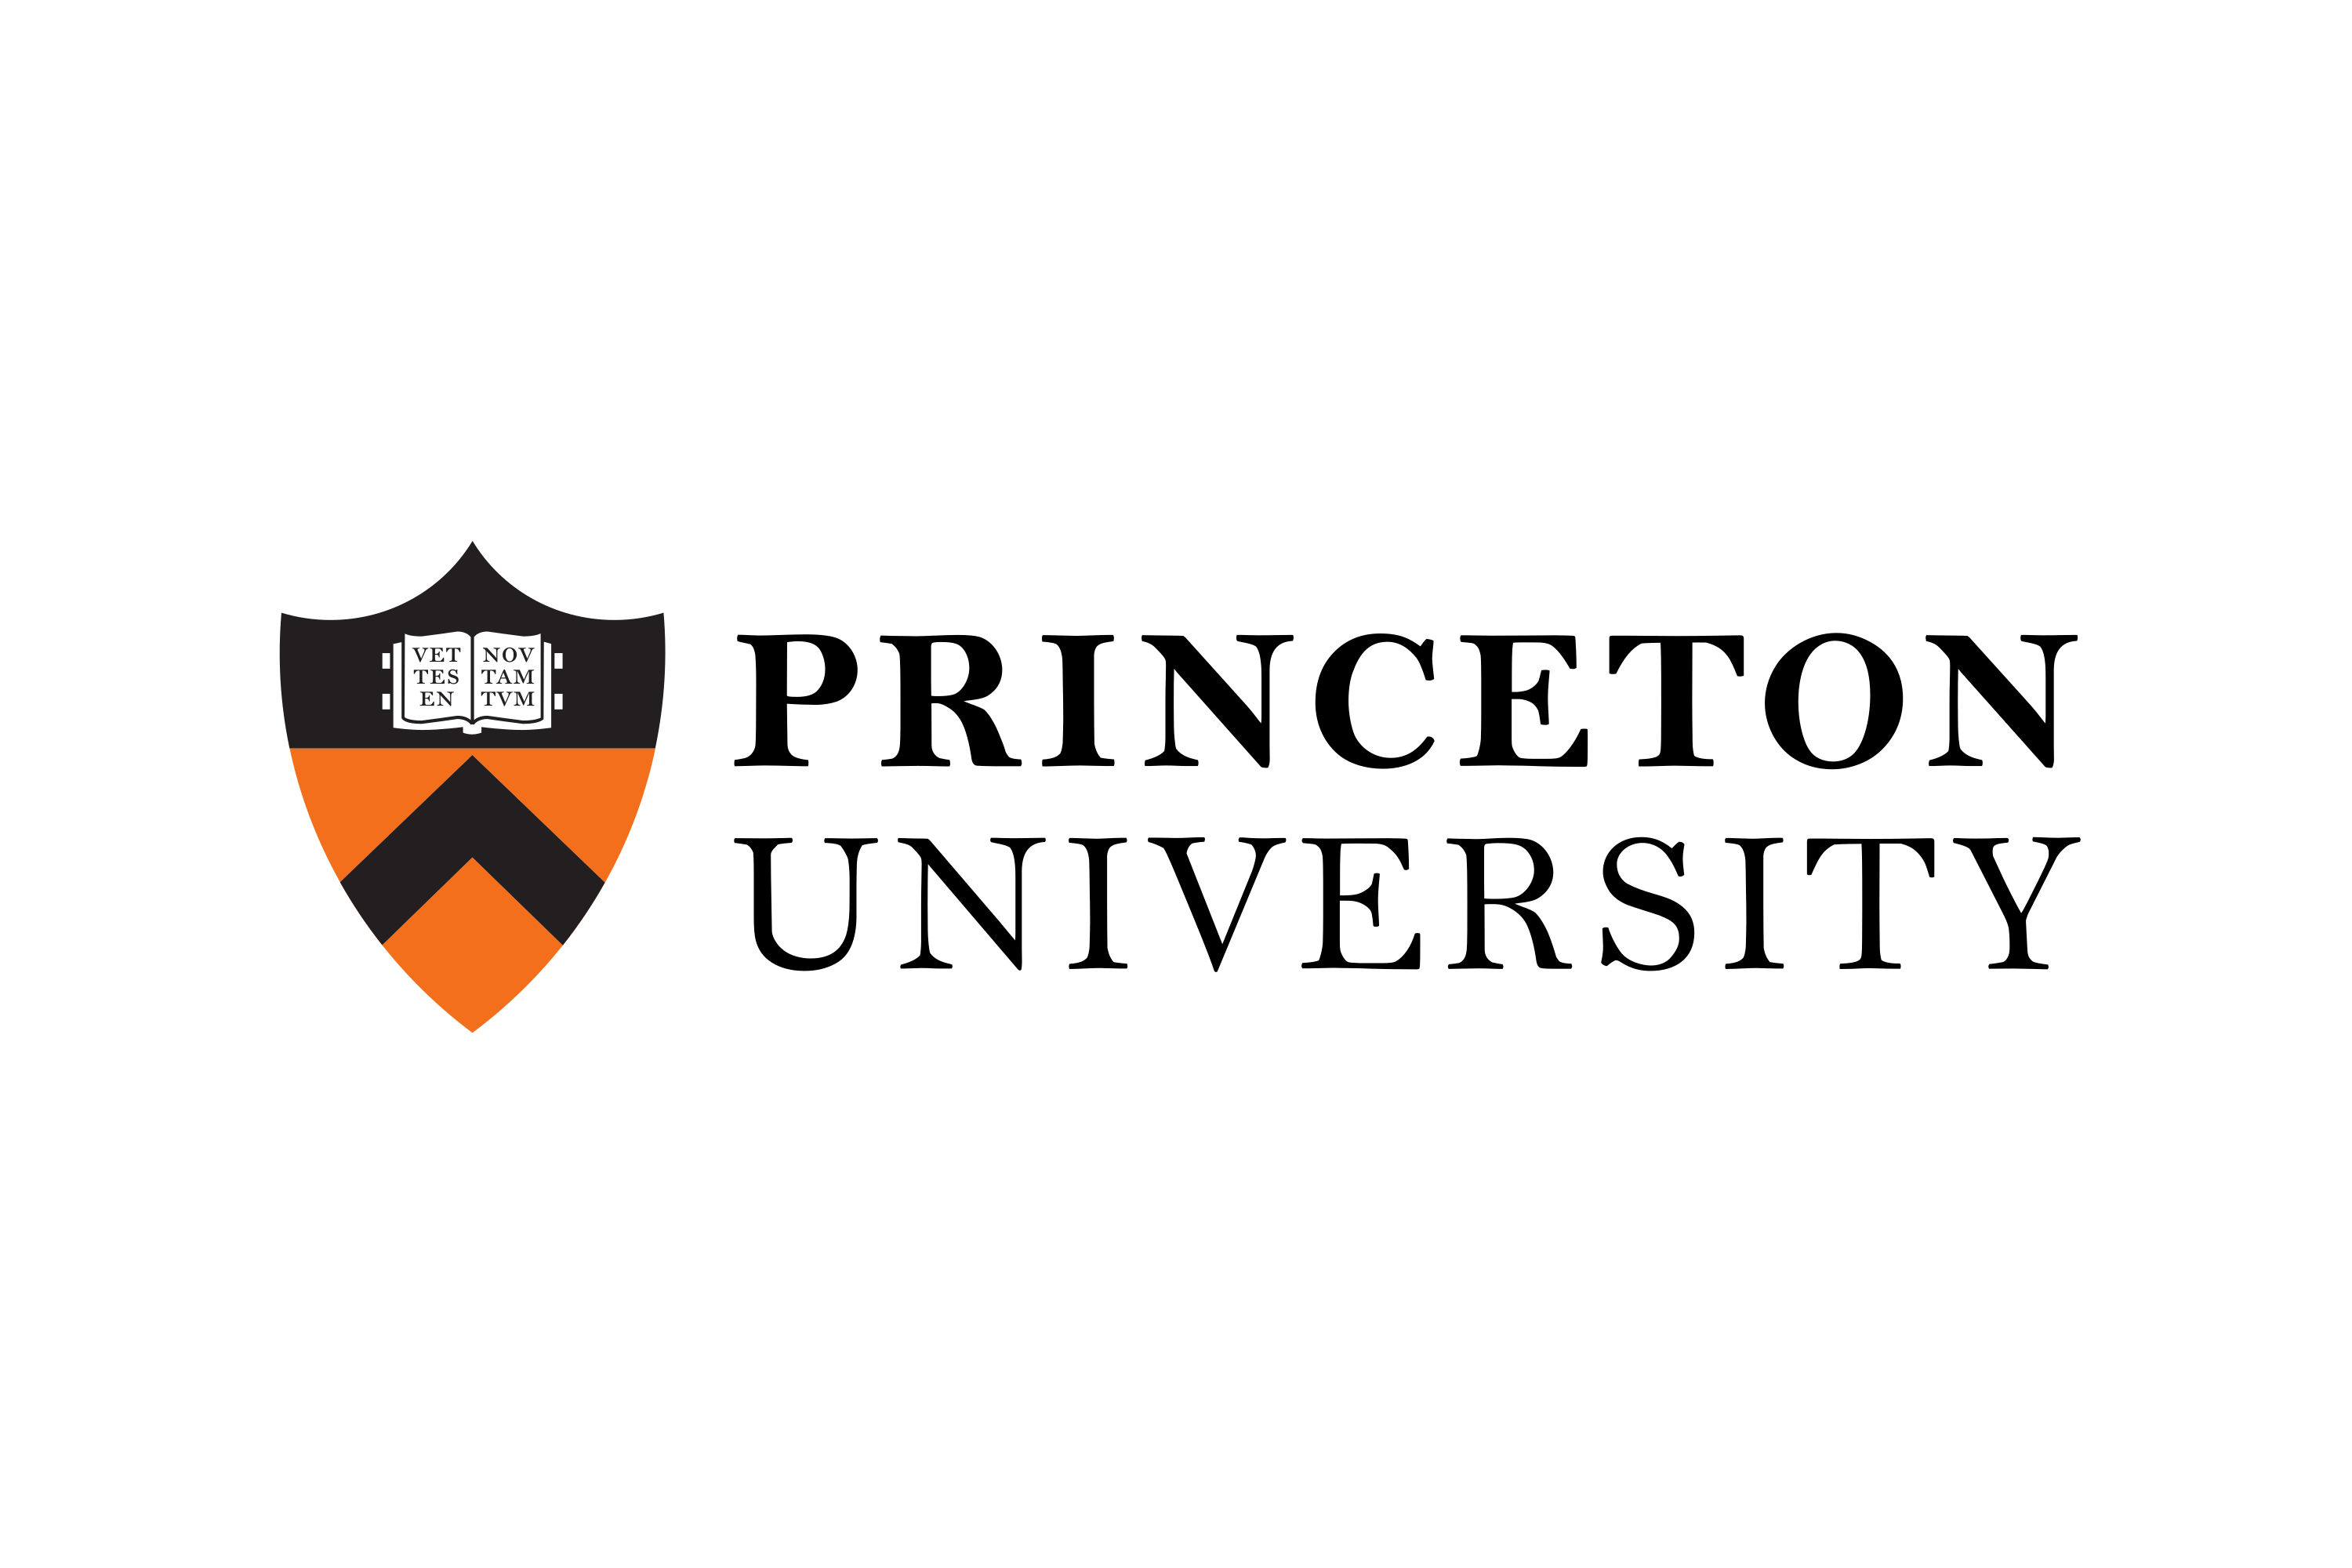 VET NOV
TES TAM
EN TVM
PRINCETON
UNIVERSITY